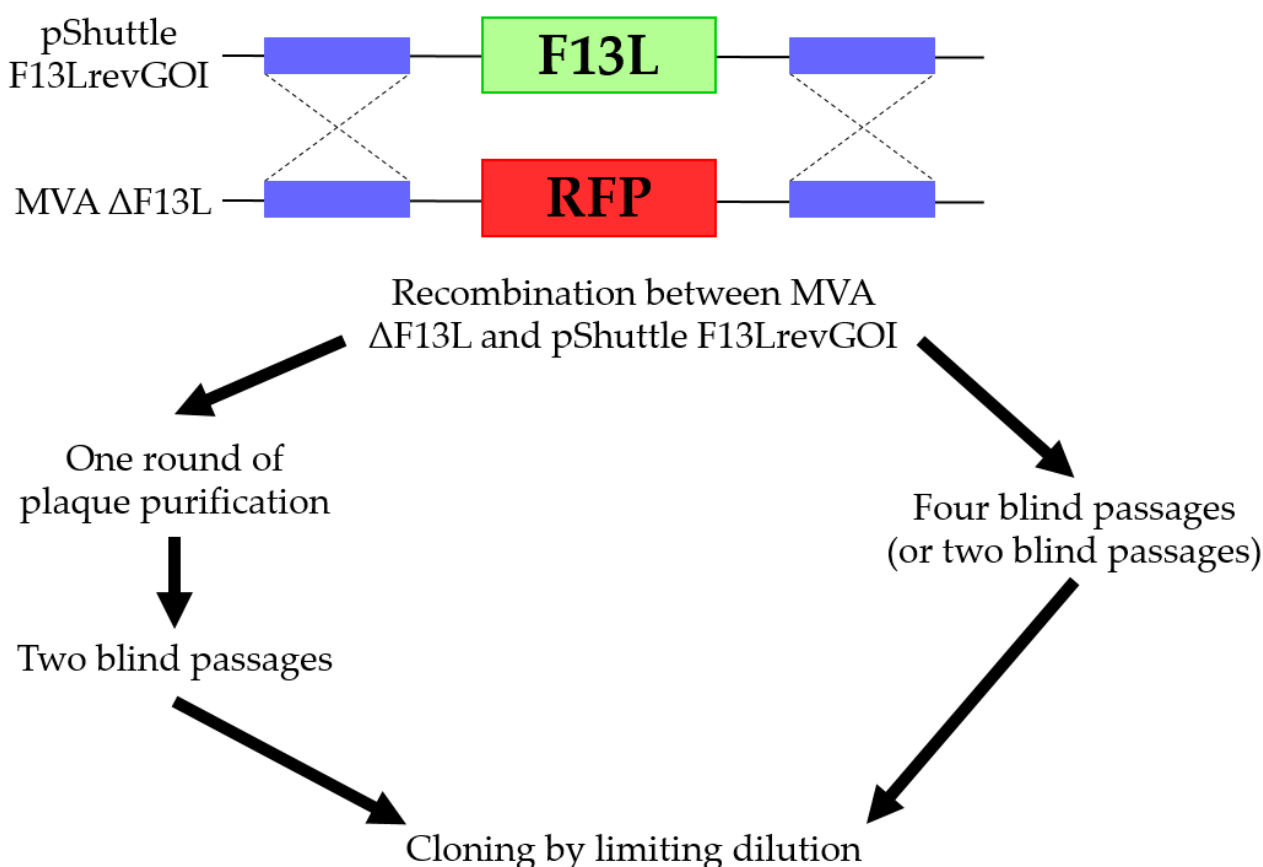 pShuttle
F13LrevGOI
F13L
MVA ΔF13L
RFP
Recombination between MVA
ΔF13L and pShuttle F13LrevGOI
One round of
plaque purification
Four blind passages
(or two blind passages)
Two blind passages
Cloning by limiting dilution